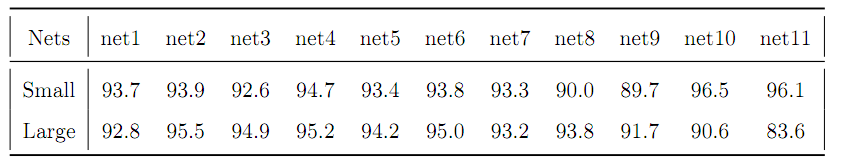 Nets net1 net2 net3 net4 net5 net6 net7 net8 net9 net10 net11
Small 93.7 93.9 92.6 94.7 93.4 93.8 93.3 90.0 89.7 96.5 96.1
Large 92.8 95.5 94.9 95.2 94.2 95.0 93.2 93.8 91.7 90.6 83.6